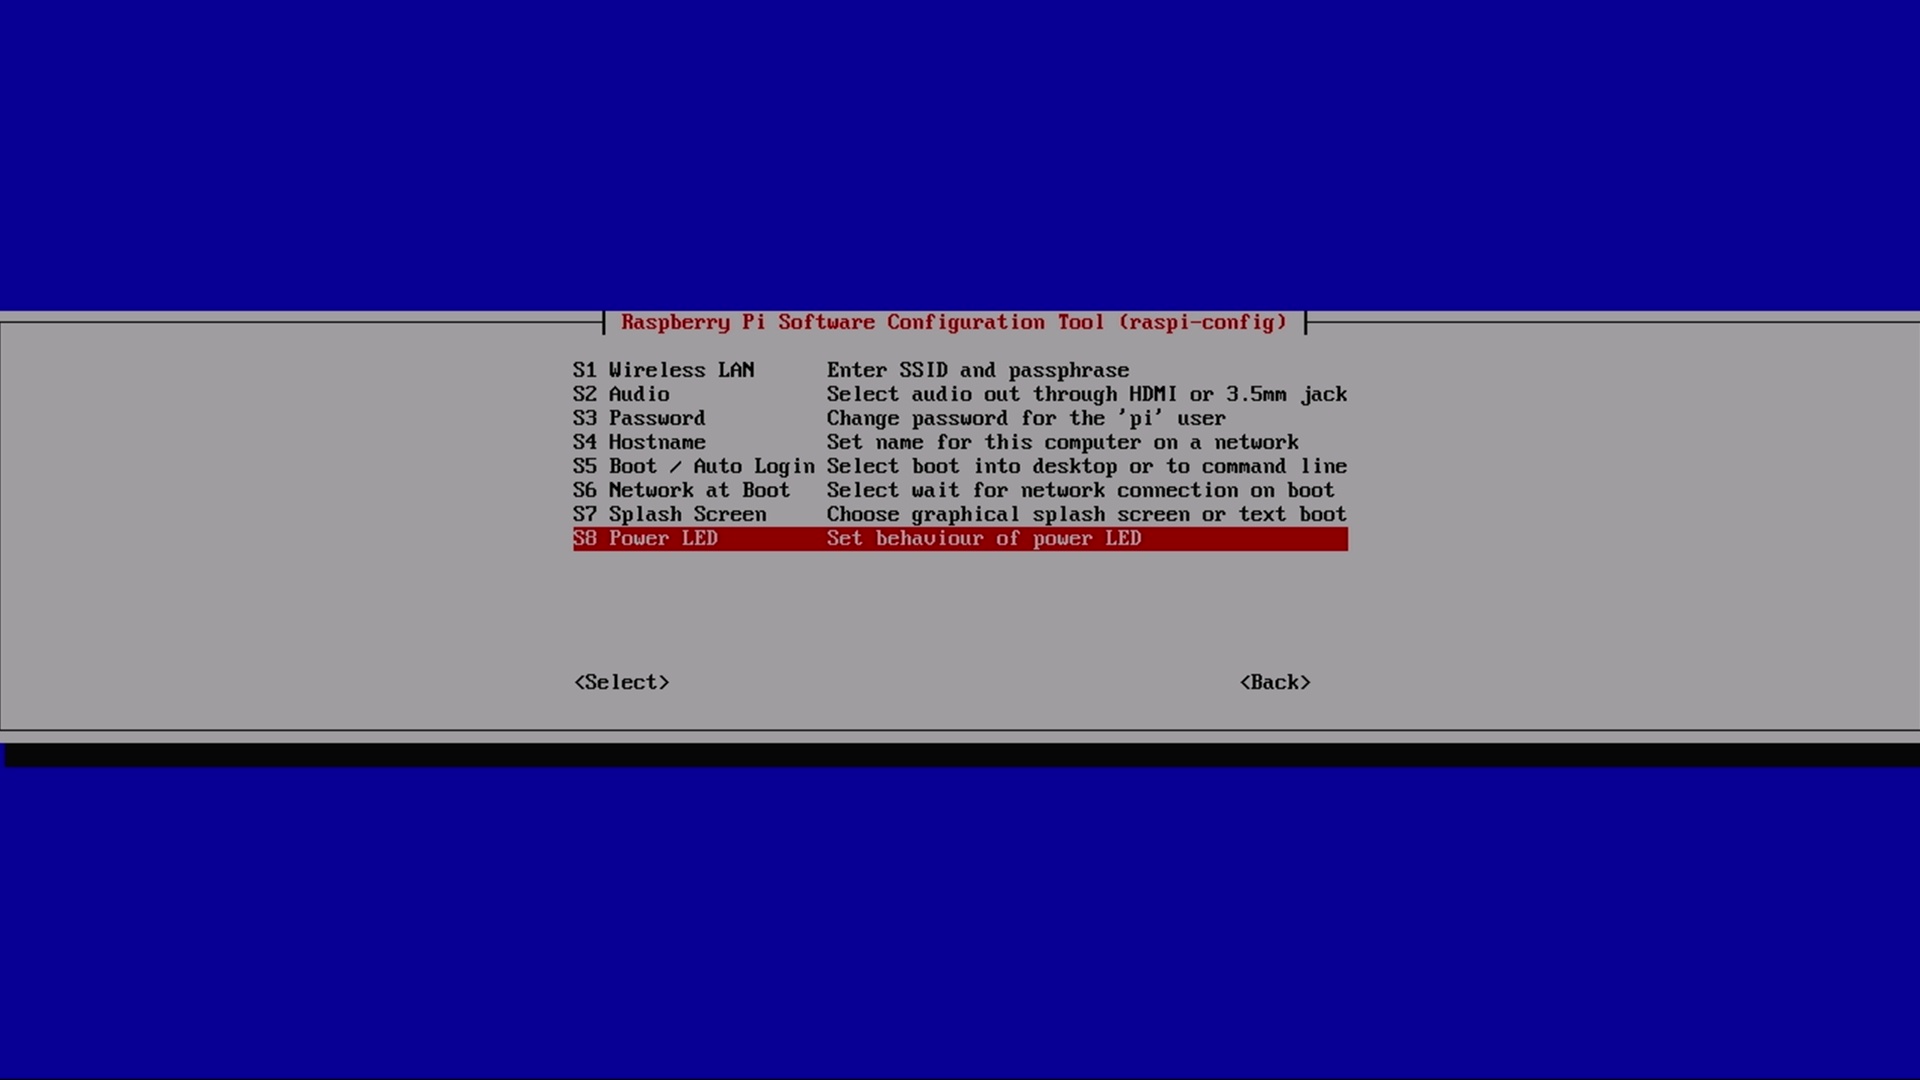 Raspberry Pi Software Configuration Tool (raspi-config)
S1 Wireless LAN Enter SSID and passphrase
S2 Audio Select audio out through HDMI or 3.5mm jack
S3 Password Change password for the 'pi' user
S4 Hostname Set name for this computer on a network
S5 Boot / Auto Login Select boot into desktop or to command line
S6 Network at Boot Select wait for network connection on boot
S7 Splash Screen Choose graphical splash screen or text boot
S8 Power LED Set behaviour of power LED
<Select> <Back>